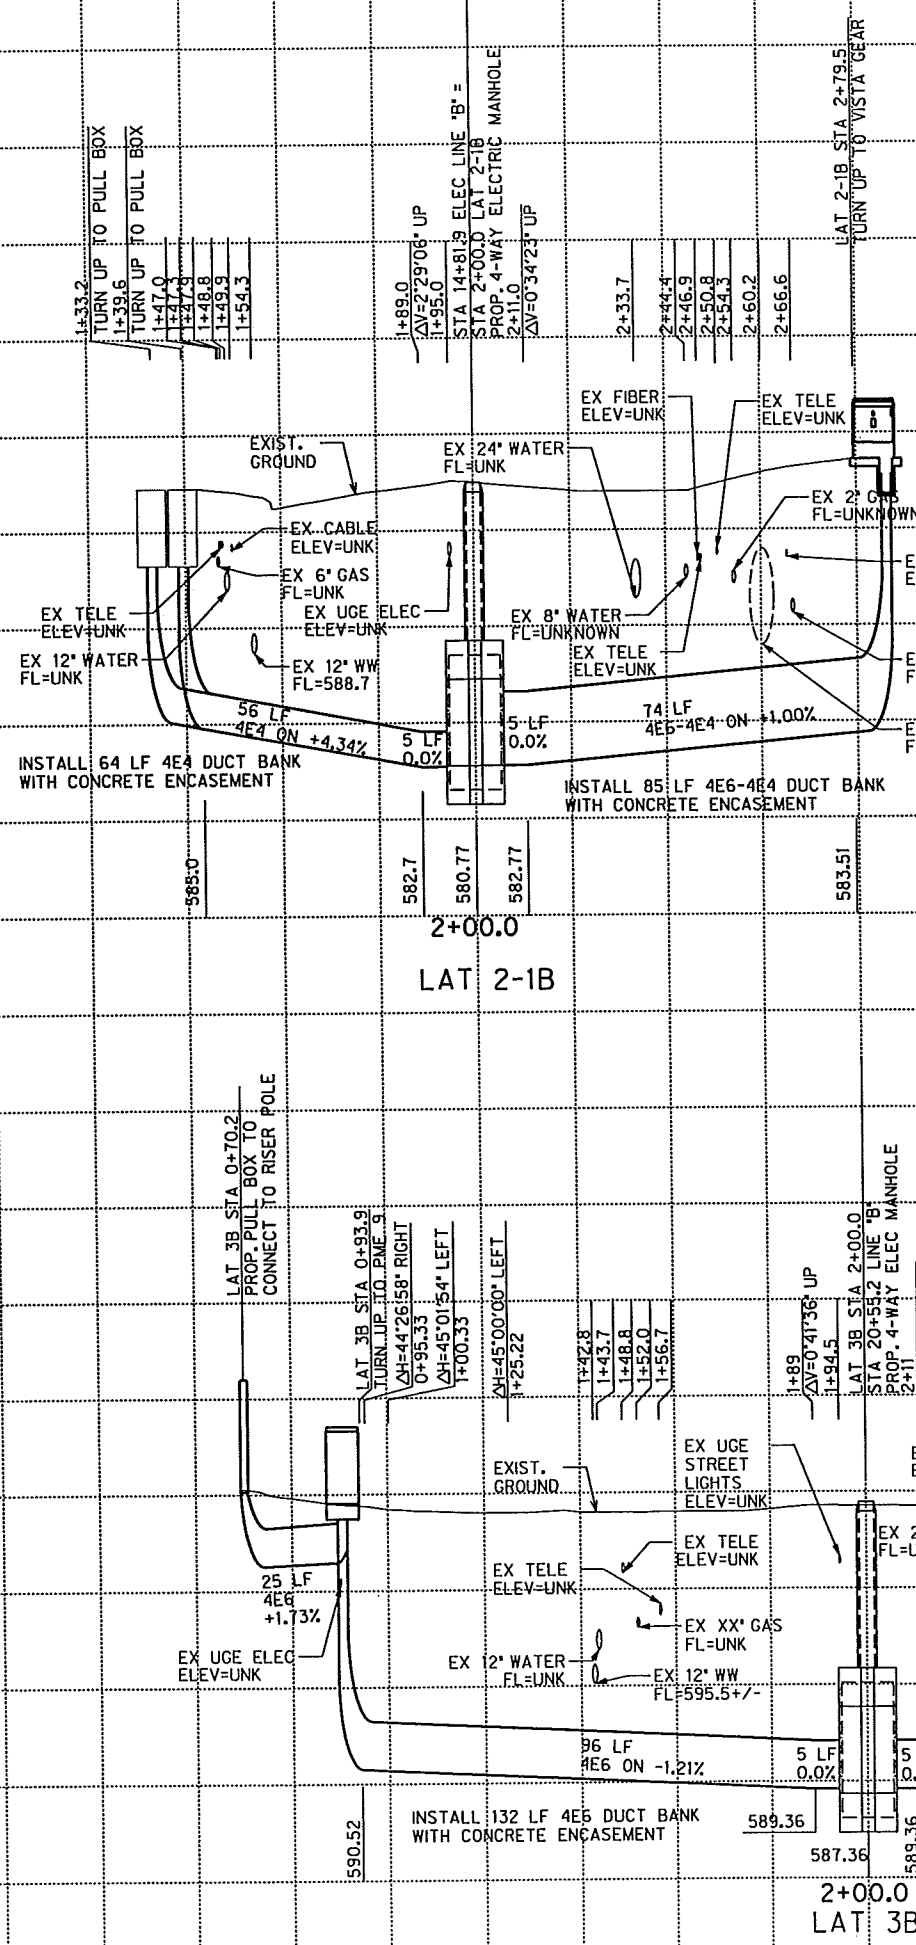 1+33.2
TURN UP TO PULL BOX
1+39.6
TURN UP TO PULL BOX
1+47.0
1+47.3
1+47.9
1+48.8
1+49.9
1+54.3
1+89.0
ΔV=2°29'06" UP
1+95.0
STA 14+81.9 ELEC LINE "B" =
STA 2+00.0 LAT 2-1B
PROP. 4-WAY ELECTRIC MANHOLE
2+11.0
ΔV=0°34'23" UP
2+33.7
2+44.4
2+46.9
2+50.8
2+54.3
2+60.2
2+66.6
LAT 2-1B STA 2+79.5
TURN UP TO VISTA GEAR
EX FIBER
ELEV=UNK
EX TELE
ELEV=UNK
EXIST.
GROUND
EX 24" WATER
FL=UNK
EX 2" GAS
FL=UNKNOWN
EX CABLE
ELEV=UNK
EX 6" GAS
FL=UNK
EX TELE
ELEV=UNK
EX UGE ELEC
ELEV=UNK
EX 8" WATER
FL=UNKNOWN
E
E
EX 12" WATER
FL=UNK
EX 12" WW
FL=588.7
EX TELE
ELEV=UNK
E
F
56 LF
4E4 ON +4.34%
5 LF
0.0%
5 LF
0.0%
74 LF
4E6-4E4 ON +1.00%
E
F
INSTALL 64 LF 4E4 DUCT BANK
WITH CONCRETE ENCASEMENT
INSTALL 85 LF 4E6-4E4 DUCT BANK
WITH CONCRETE ENCASEMENT
585.0
582.7
580.77
582.77
583.51
2+00.0
LAT 2-1B
LAT 3B STA 0+70.2
PROP. PULL BOX TO
CONNECT TO RISER POLE
LAT 3B STA 0+93.9
TURN UP TO PME 9
ΔH=44°26'58" RIGHT
0+95.33
ΔH=45°01'54" LEFT
1+00.33
ΔH=45°00'00" LEFT
1+25.22
1+42.8
1+43.7
1+48.8
1+52.0
1+56.7
1+89
ΔV=0°41'36" UP
1+94.5
LAT 3B STA 2+00.0
STA 20+55.2 LINE "B"
PROP. 4-WAY ELEC MANHOLE
2+11
EXIST.
GROUND
EX UGE
STREET
LIGHTS
ELEV=UNK
E
E
EX 2
FL=U
EX TELE
ELEV=UNK
EX TELE
ELEV=UNK
25 LF
4E6
+1.73%
EX XX" GAS
FL=UNK
EX UGE ELEC
ELEV=UNK
EX 12" WATER
FL=UNK
EX 12" WW
FL=595.5+/-
96 LF
4E6 ON -1.21%
5 LF
0.0%
5
0.
INSTALL 132 LF 4E6 DUCT BANK
WITH CONCRETE ENCASEMENT
590.52
589.36
587.36
589.36
2+00.0
LAT 3B